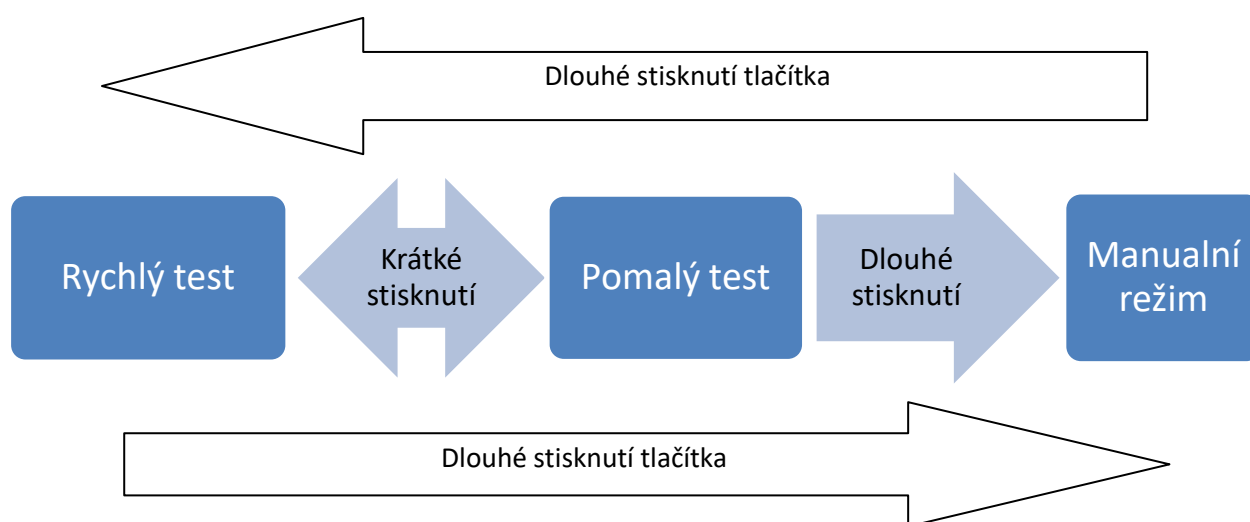 Dlouhé stisknutí tlačítka
Rychlý test
Krátké
stisknutí
Pomalý test
Dlouhé
stisknutí
Manualní
režim
Dlouhé stisknutí tlačítka